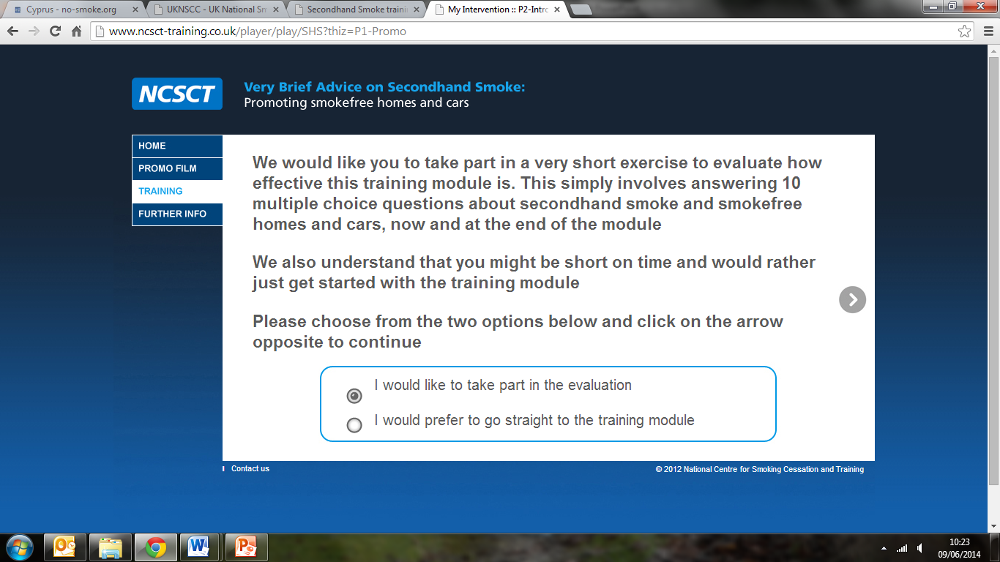 Cyprus - no-smoke.org
UKNSCC - UK National Sm
Secondhand Smoke traini
My Intervention :: P2-Intro
www.ncsct-training.co.uk/player/play/SHS?thiz=P1-Promo
NCSCT
Very Brief Advice on Secondhand Smoke:
Promoting smokefree homes and cars
HOME
PROMO FILM
TRAINING
FURTHER INFO
We would like you to take part in a very short exercise to evaluate how
effective this training module is. This simply involves answering 10
multiple choice questions about secondhand smoke and smokefree
homes and cars, now and at the end of the module
We also understand that you might be short on time and would rather
just get started with the training module
Please choose from the two options below and click on the arrow
opposite to continue
I would like to take part in the evaluation
I would prefer to go straight to the training module
Contact us
© 2012 National Centre for Smoking Cessation and Training
10:23
09/06/2014